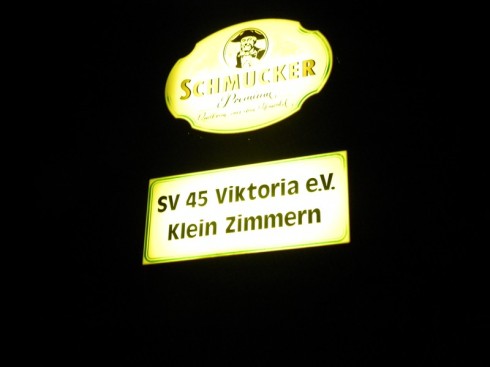 SCHMUCKER
Premium
SV 45 Viktoria e.V.
Klein Zimmern